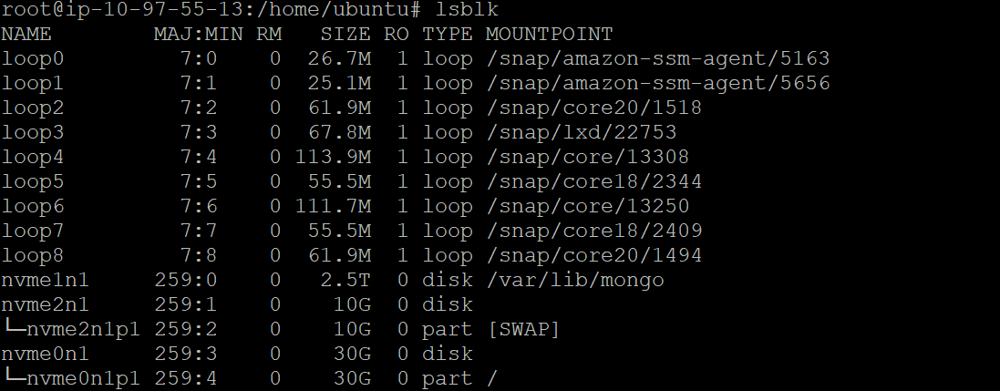 root@ip-10-97-55-13:/home/ubuntu# lsblk
NAME        MAJ:MIN RM   SIZE RO TYPE MOUNTPOINT
loop0         7:0    0  26.7M  1 loop /snap/amazon-ssm-agent/5163
loop1         7:1    0  25.1M  1 loop /snap/amazon-ssm-agent/5656
loop2         7:2    0  61.9M  1 loop /snap/core20/1518
loop3         7:3    0  67.8M  1 loop /snap/lxd/22753
loop4         7:4    0 113.9M  1 loop /snap/core/13308
loop5         7:5    0  55.5M  1 loop /snap/core18/2344
loop6         7:6    0 111.7M  1 loop /snap/core/13250
loop7         7:7    0  55.5M  1 loop /snap/core18/2409
loop8         7:8    0  61.9M  1 loop /snap/core20/1494
nvme1n1     259:0    0   2.5T  0 disk /var/lib/mongo
nvme2n1     259:1    0    10G  0 disk
└─nvme2n1p1 259:2    0    10G  0 part [SWAP]
nvme0n1     259:3    0    30G  0 disk
└─nvme0n1p1 259:4    0    30G  0 part /